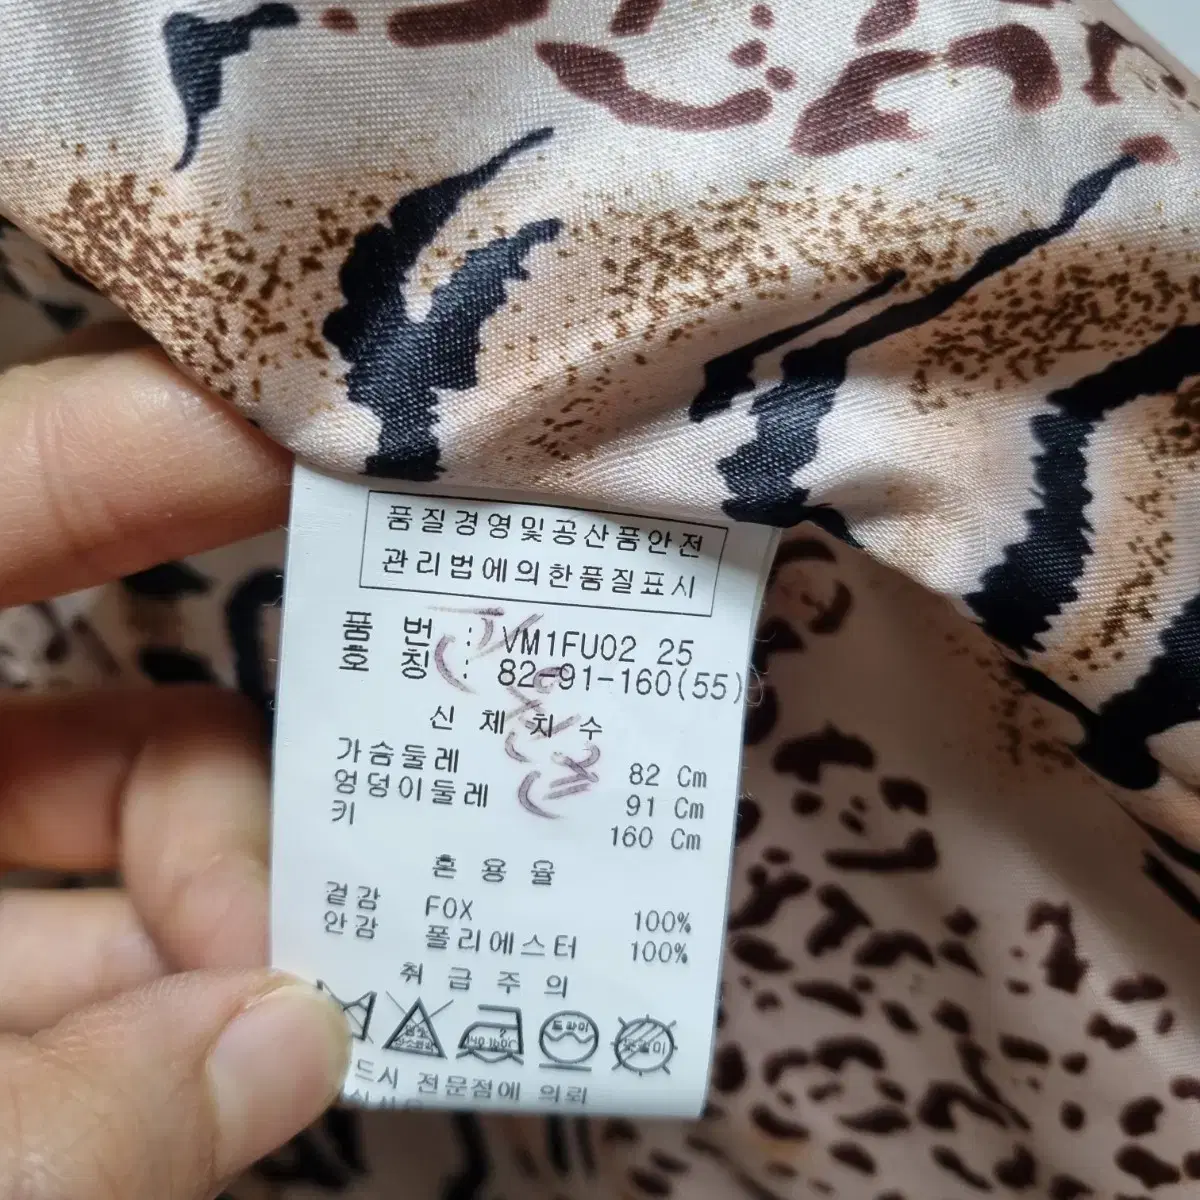 품질경영및공산품안전
관리법에의한품질표시
품 번 : VM1FU02 25
호 칭 : 82-91-160(55)
신 체 치 수
가슴둘레 82 Cm
엉덩이둘레 91 Cm
키 160 Cm
혼 용 율
겉감 FOX 100%
안감 폴리에스터 100%
취 급 주 의
드라이
드시 전문점에 의뢰